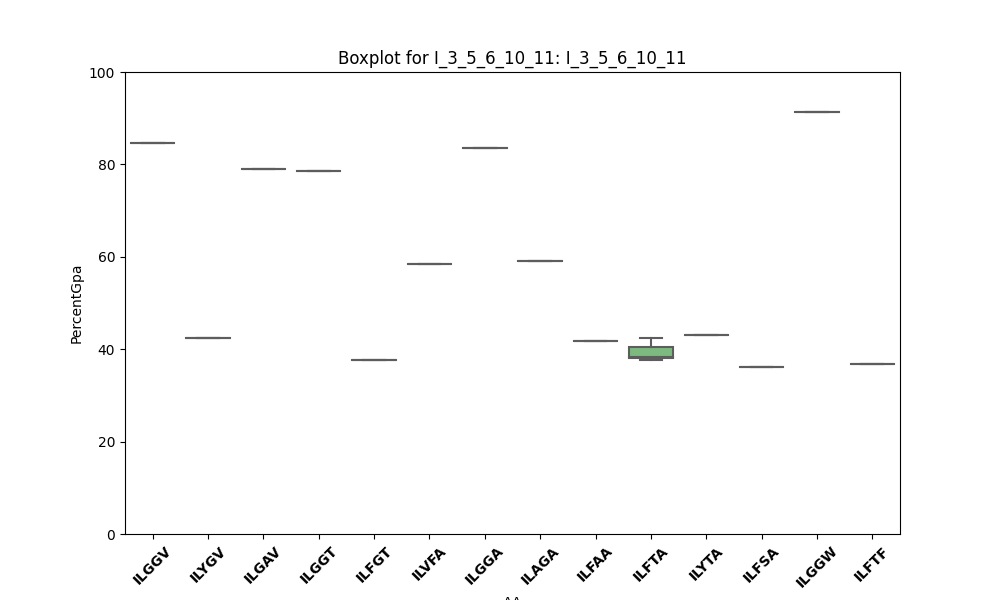 Boxplot for I_3_5_6_10_11: I_3_5_6_10_11
PercentGpa
100
80
60
40
20
0
ILGGV ILYGV ILGAV ILGGT ILFGT ILVFA ILGGA ILAGA ILFAA ILFTA ILYTA ILFSA ILGGW ILFTF
AA